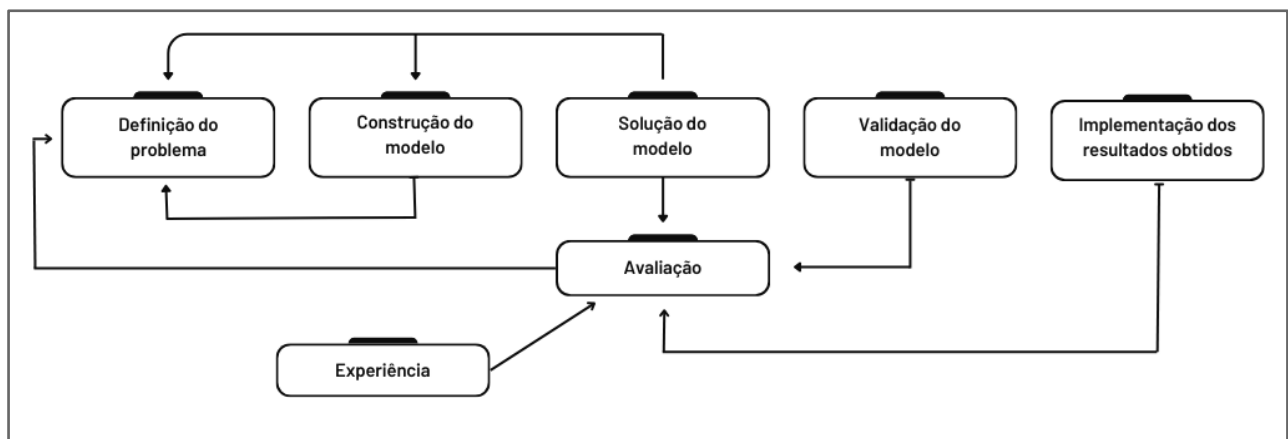 Definição do
problema
Construção do
modelo
Solução do
modelo
Validação do
modelo
Implementação dos
resultados obtidos
Avaliação
Experiência